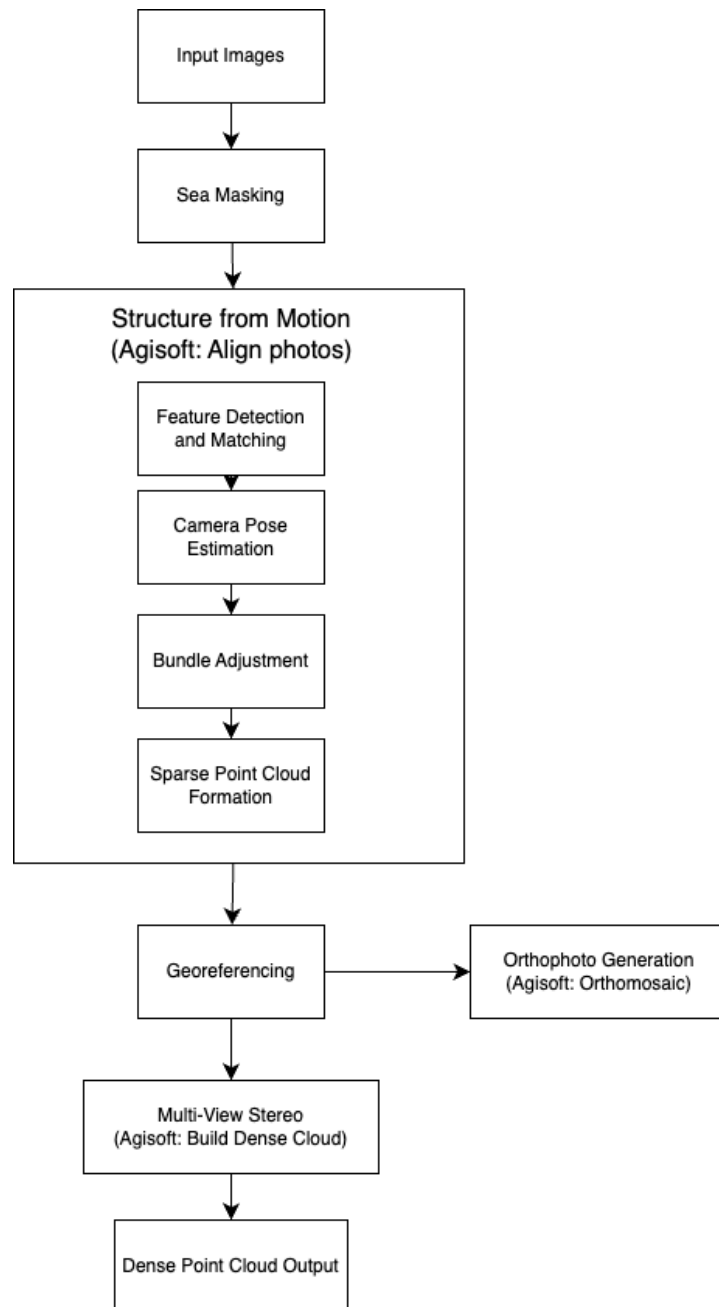 Input Images
Sea Masking
Structure from Motion
(Agisoft: Align photos)
Feature Detection
and Matching
Camera Pose
Estimation
Bundle Adjustment
Sparse Point Cloud
Formation
Georeferencing
Orthophoto Generation
(Agisoft: Orthomosaic)
Multi-View Stereo
(Agisoft: Build Dense Cloud)
Dense Point Cloud Output